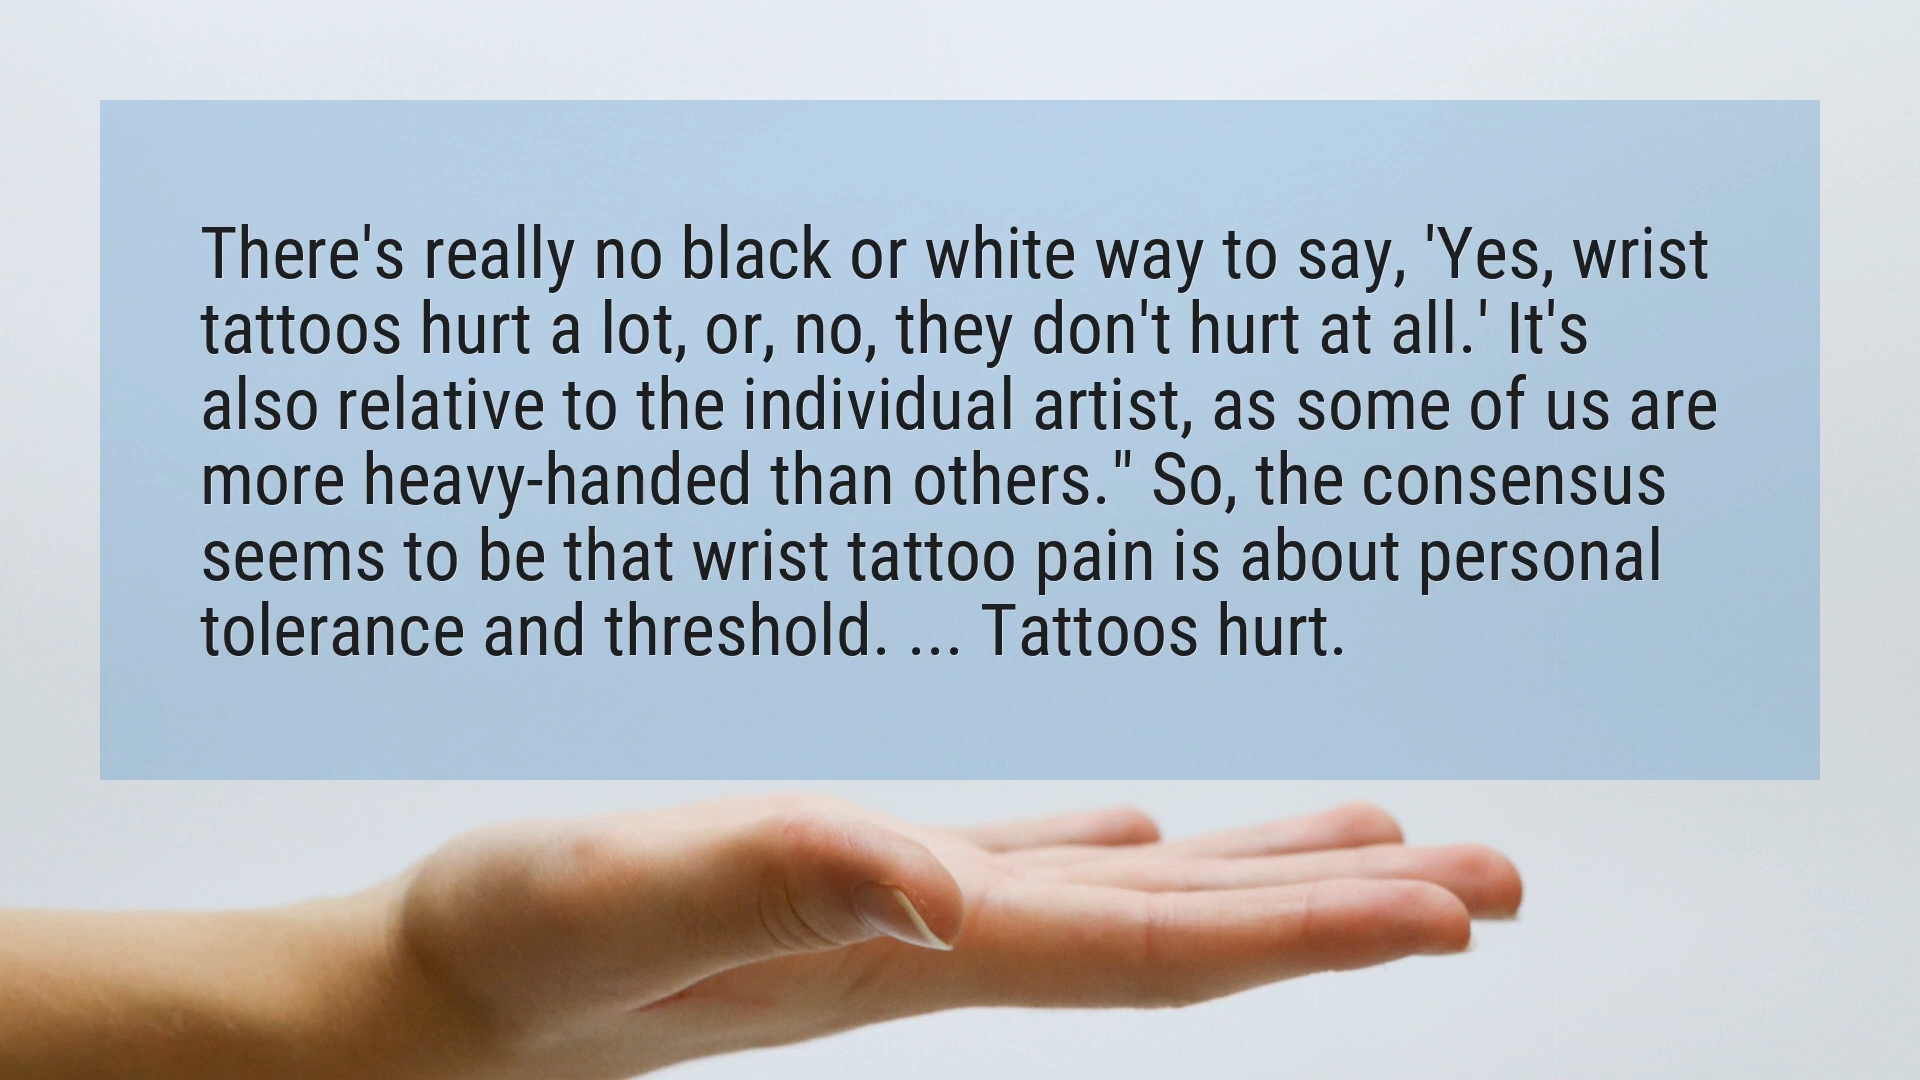 There's really no black or white way to say, 'Yes, wrist
tattoos hurt a lot, or, no, they don't hurt at all.' It's
also relative to the individual artist, as some of us are
more heavy-handed than others." So, the consensus
seems to be that wrist tattoo pain is about personal
tolerance and threshold. ... Tattoos hurt.